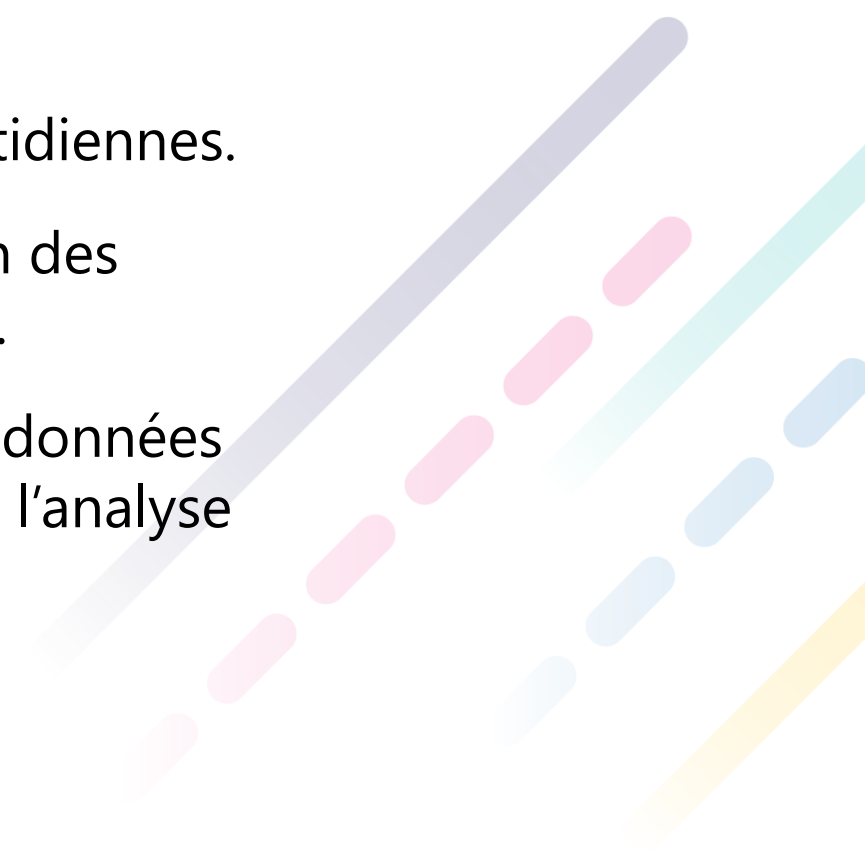 tidiennes.
n des
.
données
l’analyse